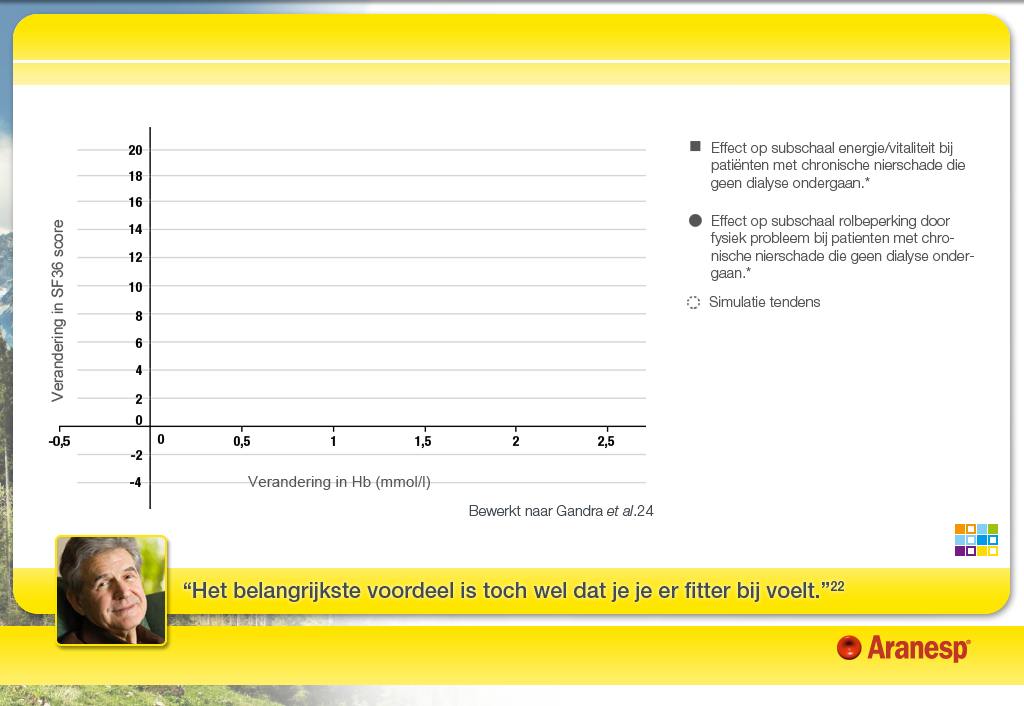 20
18
16
14
12
10
8
6
4
2
0
-2
-4
-0,5
0
0,5
1
1,5
2
2,5
Verandering in SF36 score
Verandering in Hb (mmol/l)
Bewerkt naar Gandra et al.24
Effect op subschaal energie/vitaliteit bij
patiënten met chronische nierschade die
geen dialyse ondergaan.*
Effect op subschaal rolbeperking door
fysiek probleem bij patienten met chro-
nische nierschade die geen dialyse onder-
gaan.*
Simulatie tendens
“Het belangrijkste voordeel is toch wel dat je je er fitter bij voelt.”22
Aranesp®